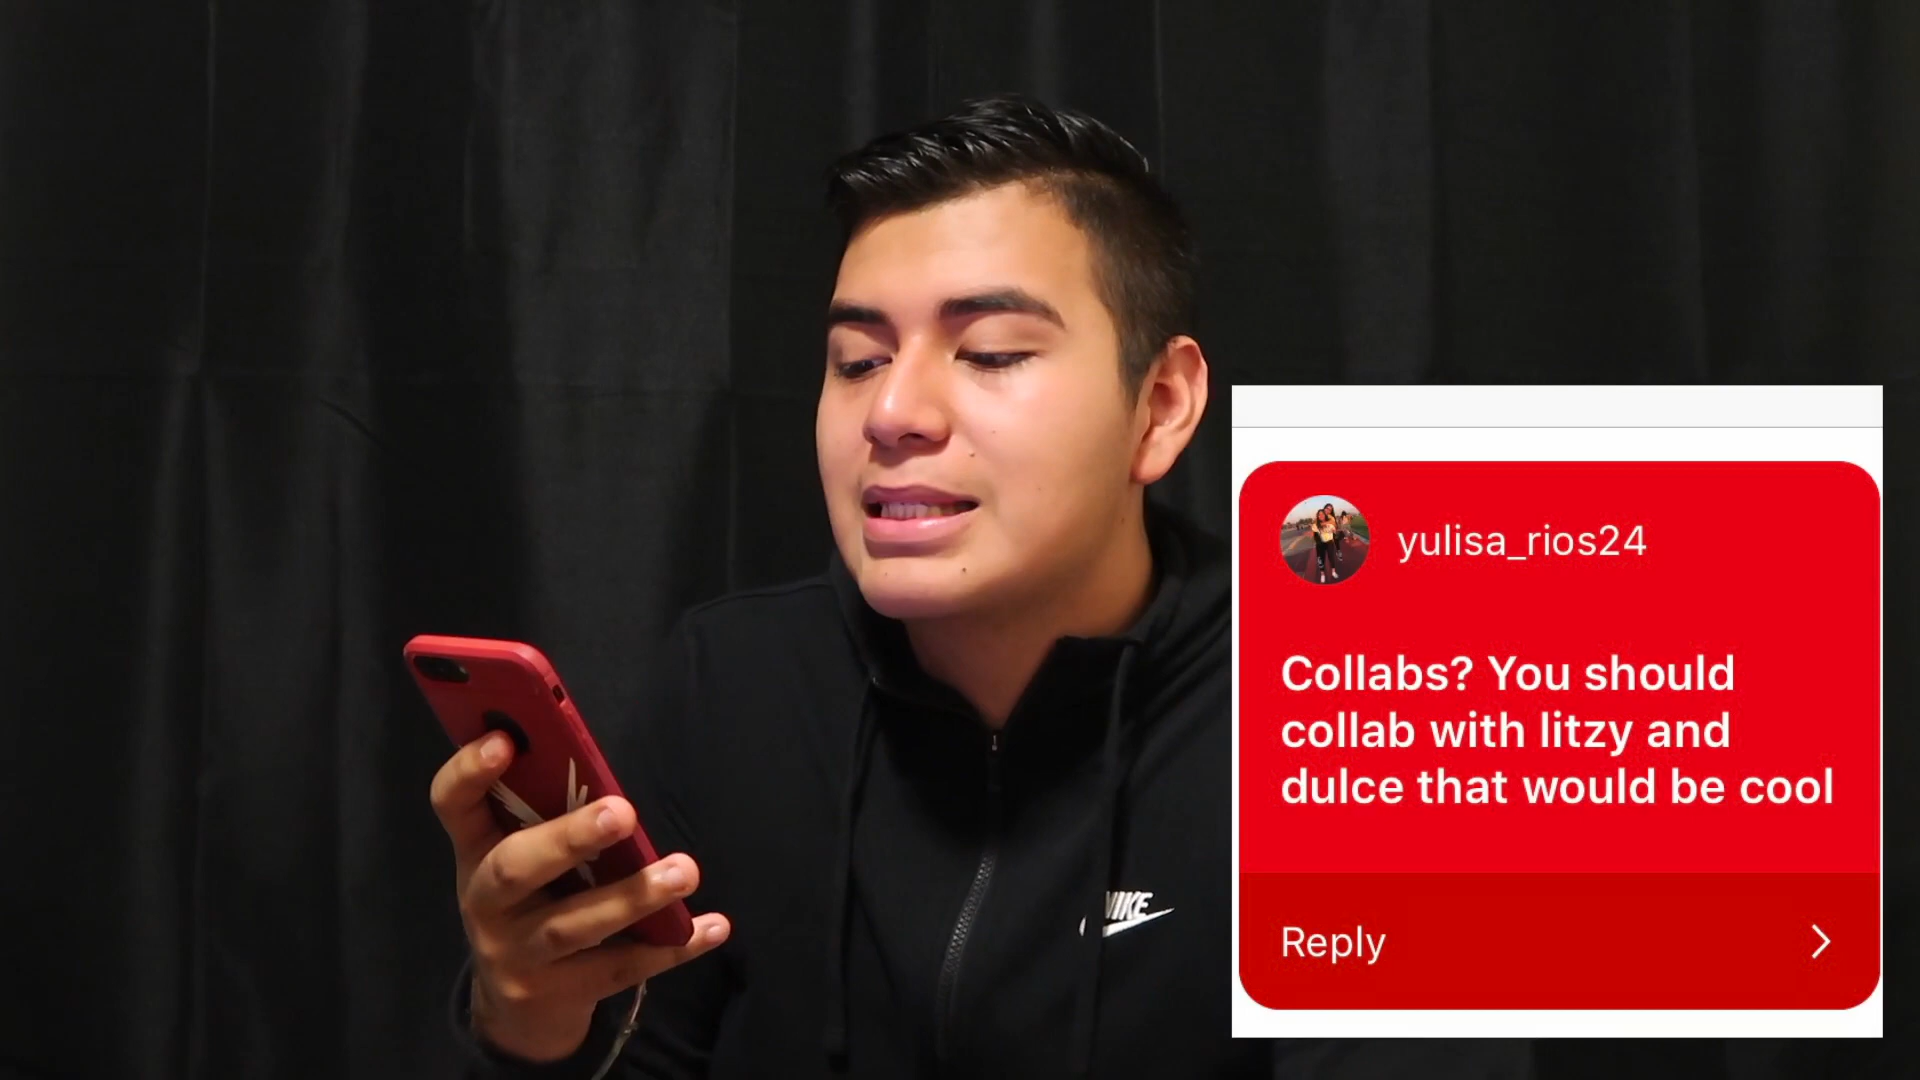 yulisa_rios24
Collabs? You should
collab with litzy and
dulce that would be cool
Reply
NIKE